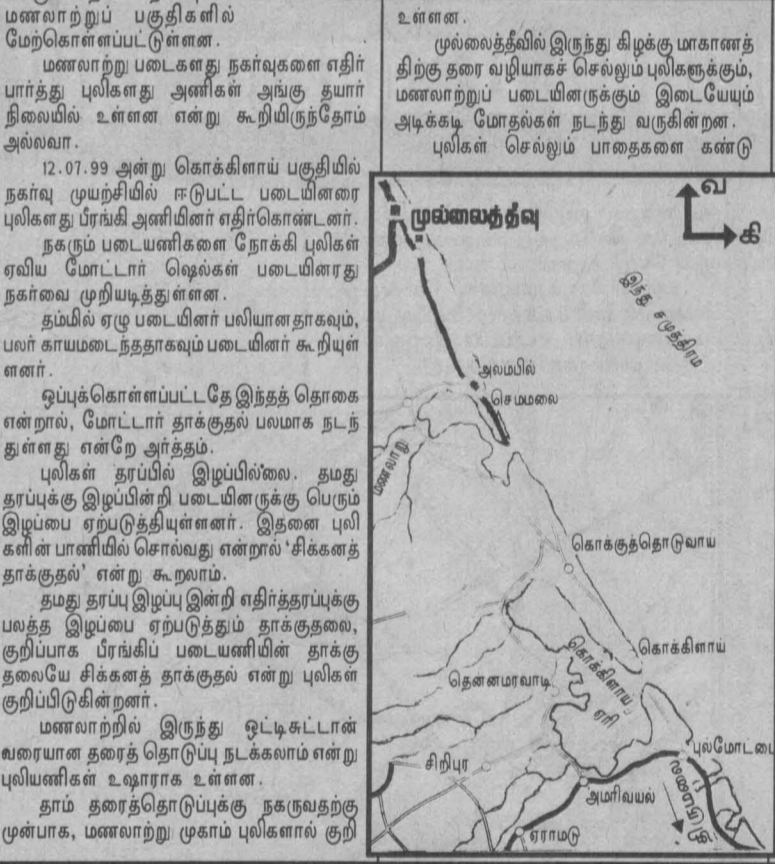 மணலாற்றுப் பகுதிகளில்
மேற்கொள்ளப்பட்டுள்ளன.
மணலாற்று படைகளது நகர்வுகளை எதிர்
பார்த்து புலிகளது அணிகள் அங்கு தயார்
நிலையில் உள்ளன என்று கூறியிருந்தோம்
அல்லவா.
12.07.99 அன்று கொக்கிளாய் பகுதியில்
நகர்வு முயற்சியில் ஈடுபட்ட படையினரை
புலிகளது பீரங்கி அணியினர் எதிர்கொண்டனர்.
நகரும் படையணிகளை நோக்கி புலிகள்
ஏவிய மோட்டார் ஷெல்கள் படையினரது
நகர்வை முறியடித்துள்ளன.
தம்மில் ஏழு படையினர் பலியானதாகவும்,
பலர் காயமடைந்ததாகவும் படையினர் கூறியுள்
ளனர்.
ஒப்புக்கொள்ளப்பட்டதே இந்தத் தொகை
என்றால், மோட்டார் தாக்குதல் பலமாக நடந்
துள்ளது என்றே அர்த்தம்.
புலிகள் தரப்பில் இழப்பில்லை. தமது
தரப்புக்கு இழப்பின்றி படையினருக்கு பெரும்
இழப்பை ஏற்படுத்தியுள்ளனர். இதனை புலி
களின் பாணியில் சொல்வது என்றால் 'சிக்கனத்
தாக்குதல்' என்று கூறலாம்.
தமது தரப்பு இழப்பு இன்றி எதிர்த்தரப்புக்கு
பலத்த இழப்பை ஏற்படுத்தும் தாக்குதலை,
குறிப்பாக பீரங்கிப் படையணியின் தாக்கு
தலையே சிக்கனத் தாக்குதல் என்று புலிகள்
குறிப்பிடுகின்றனர்.
மணலாற்றில் இருந்து ஒட்டிசுட்டான்
வரையான தரைத் தொடுப்பு நடக்கலாம் என்று
புலியணிகள் உஷாராக உள்ளன.
தாம் தரைத்தொடுப்புக்கு நகருவதற்கு
முன்பாக, மணலாற்று முகாம் புலிகளால் குறி
உள்ளன.
முல்லைத்தீவில் இருந்து கிழக்கு மாகாணத்
திற்கு தரை வழியாகச் செல்லும் புலிகளுக்கும்,
மணலாற்றுப் படையினருக்கும் இடையேயும்
அடிக்கடி மோதல்கள் நடந்து வருகின்றன.
புலிகள் செல்லும் பாதைகளை கண்டு
வ
கி
முல்லைத்தீவு
இந்து சமுத்திரம
அலமபில்
செமமலை
மணலாறு
கொக்குத்தொடுவாய
கொக்கிளாய்
கொக்கிளாய்
ஏரி
தென்னமரவாடி
புல்மோட்டை
சிறிபுர
அமரிவயல்
திருமலை
ஏராமடு